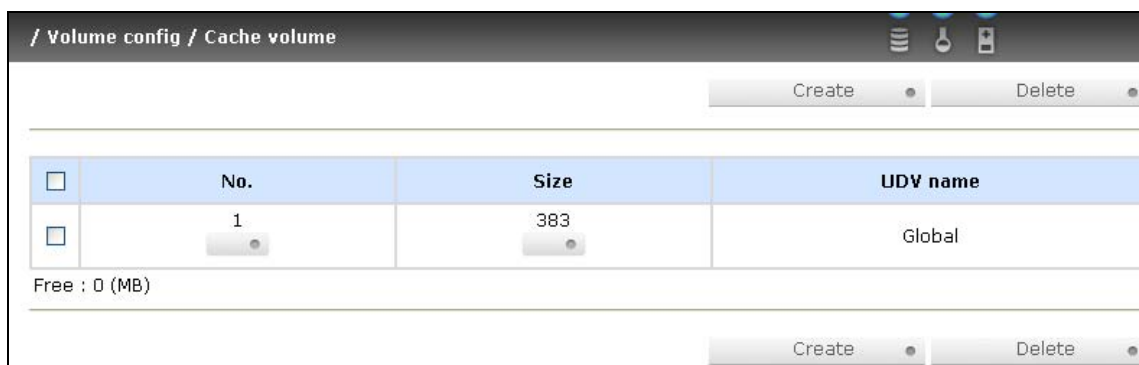 / Volume config / Cache volume
Create Delete
No. Size UDV name
1 383 Global
Free : 0 (MB)
Create Delete